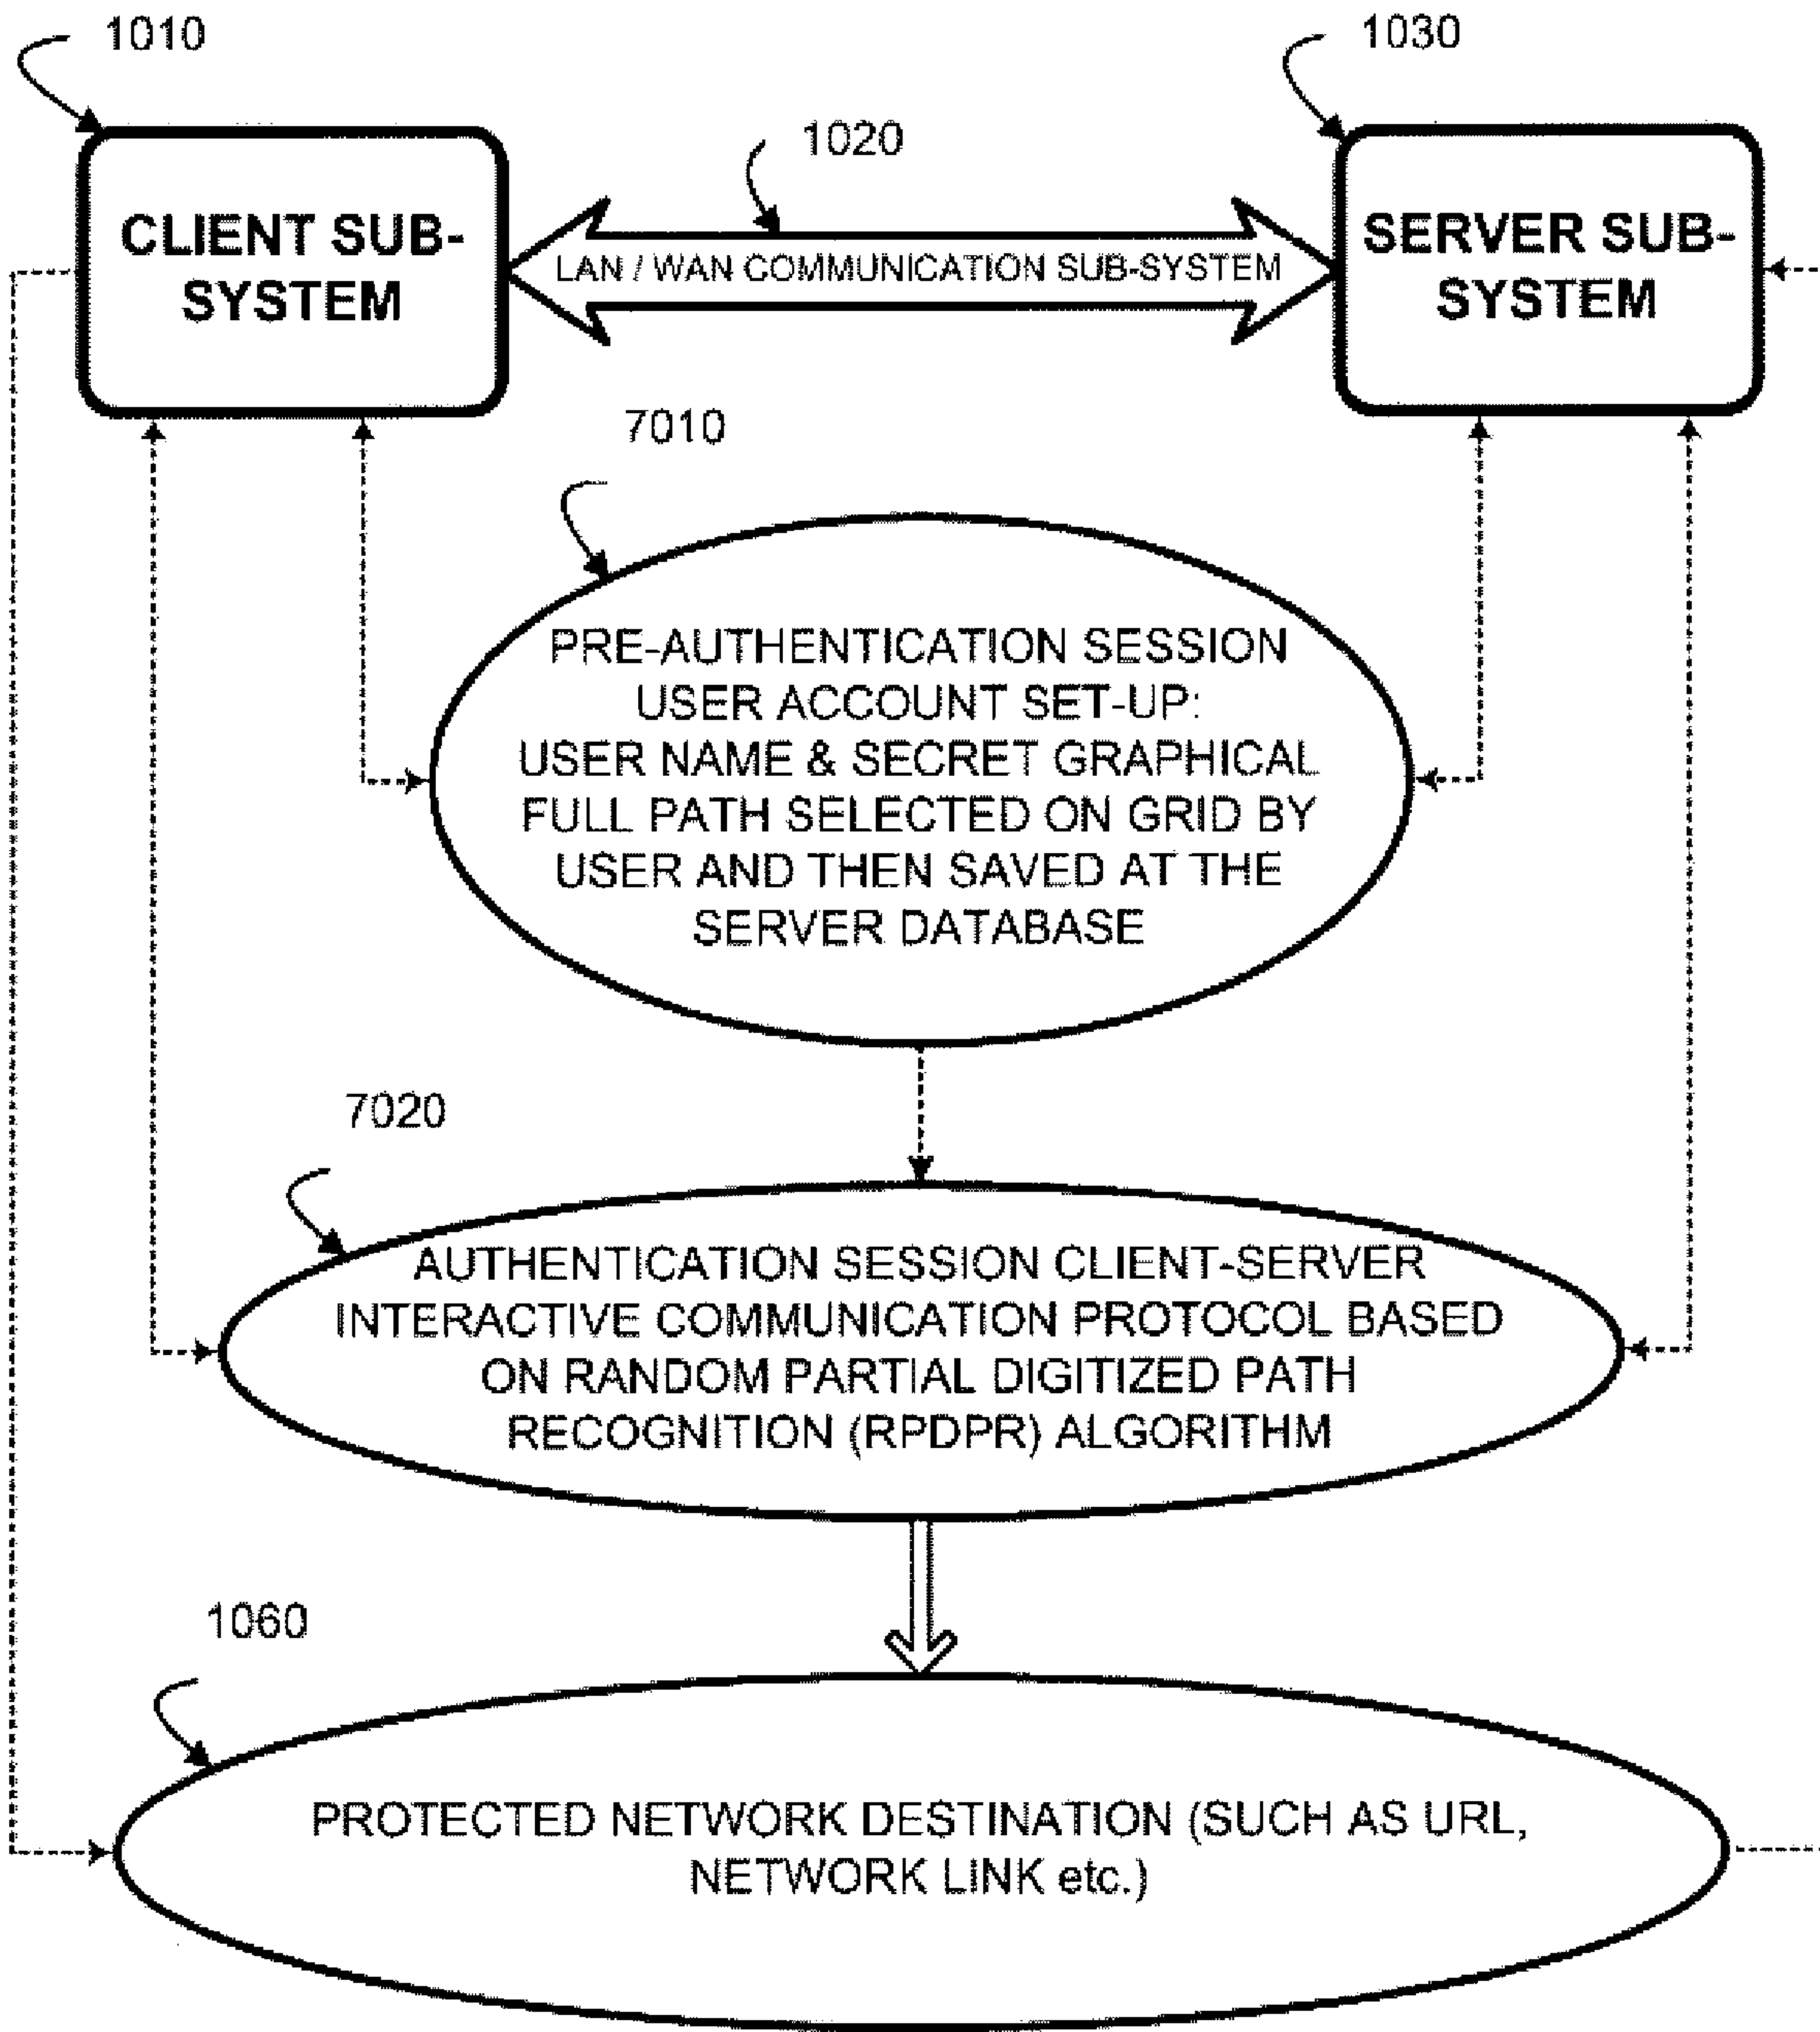 1010
1030
1020
CLIENT SUB-
SYSTEM
LAN / WAN COMMUNICATION SUB-SYSTEM
SERVER SUB-
SYSTEM
7010
PRE-AUTHENTICATION SESSION
USER ACCOUNT SET-UP:
USER NAME & SECRET GRAPHICAL
FULL PATH SELECTED ON GRID BY
USER AND THEN SAVED AT THE
SERVER DATABASE
7020
AUTHENTICATION SESSION CLIENT-SERVER
INTERACTIVE COMMUNICATION PROTOCOL BASED
ON RANDOM PARTIAL DIGITIZED PATH
RECOGNITION (RPDPR) ALGORITHM
1060
PROTECTED NETWORK DESTINATION (SUCH AS URL,
NETWORK LINK etc.)